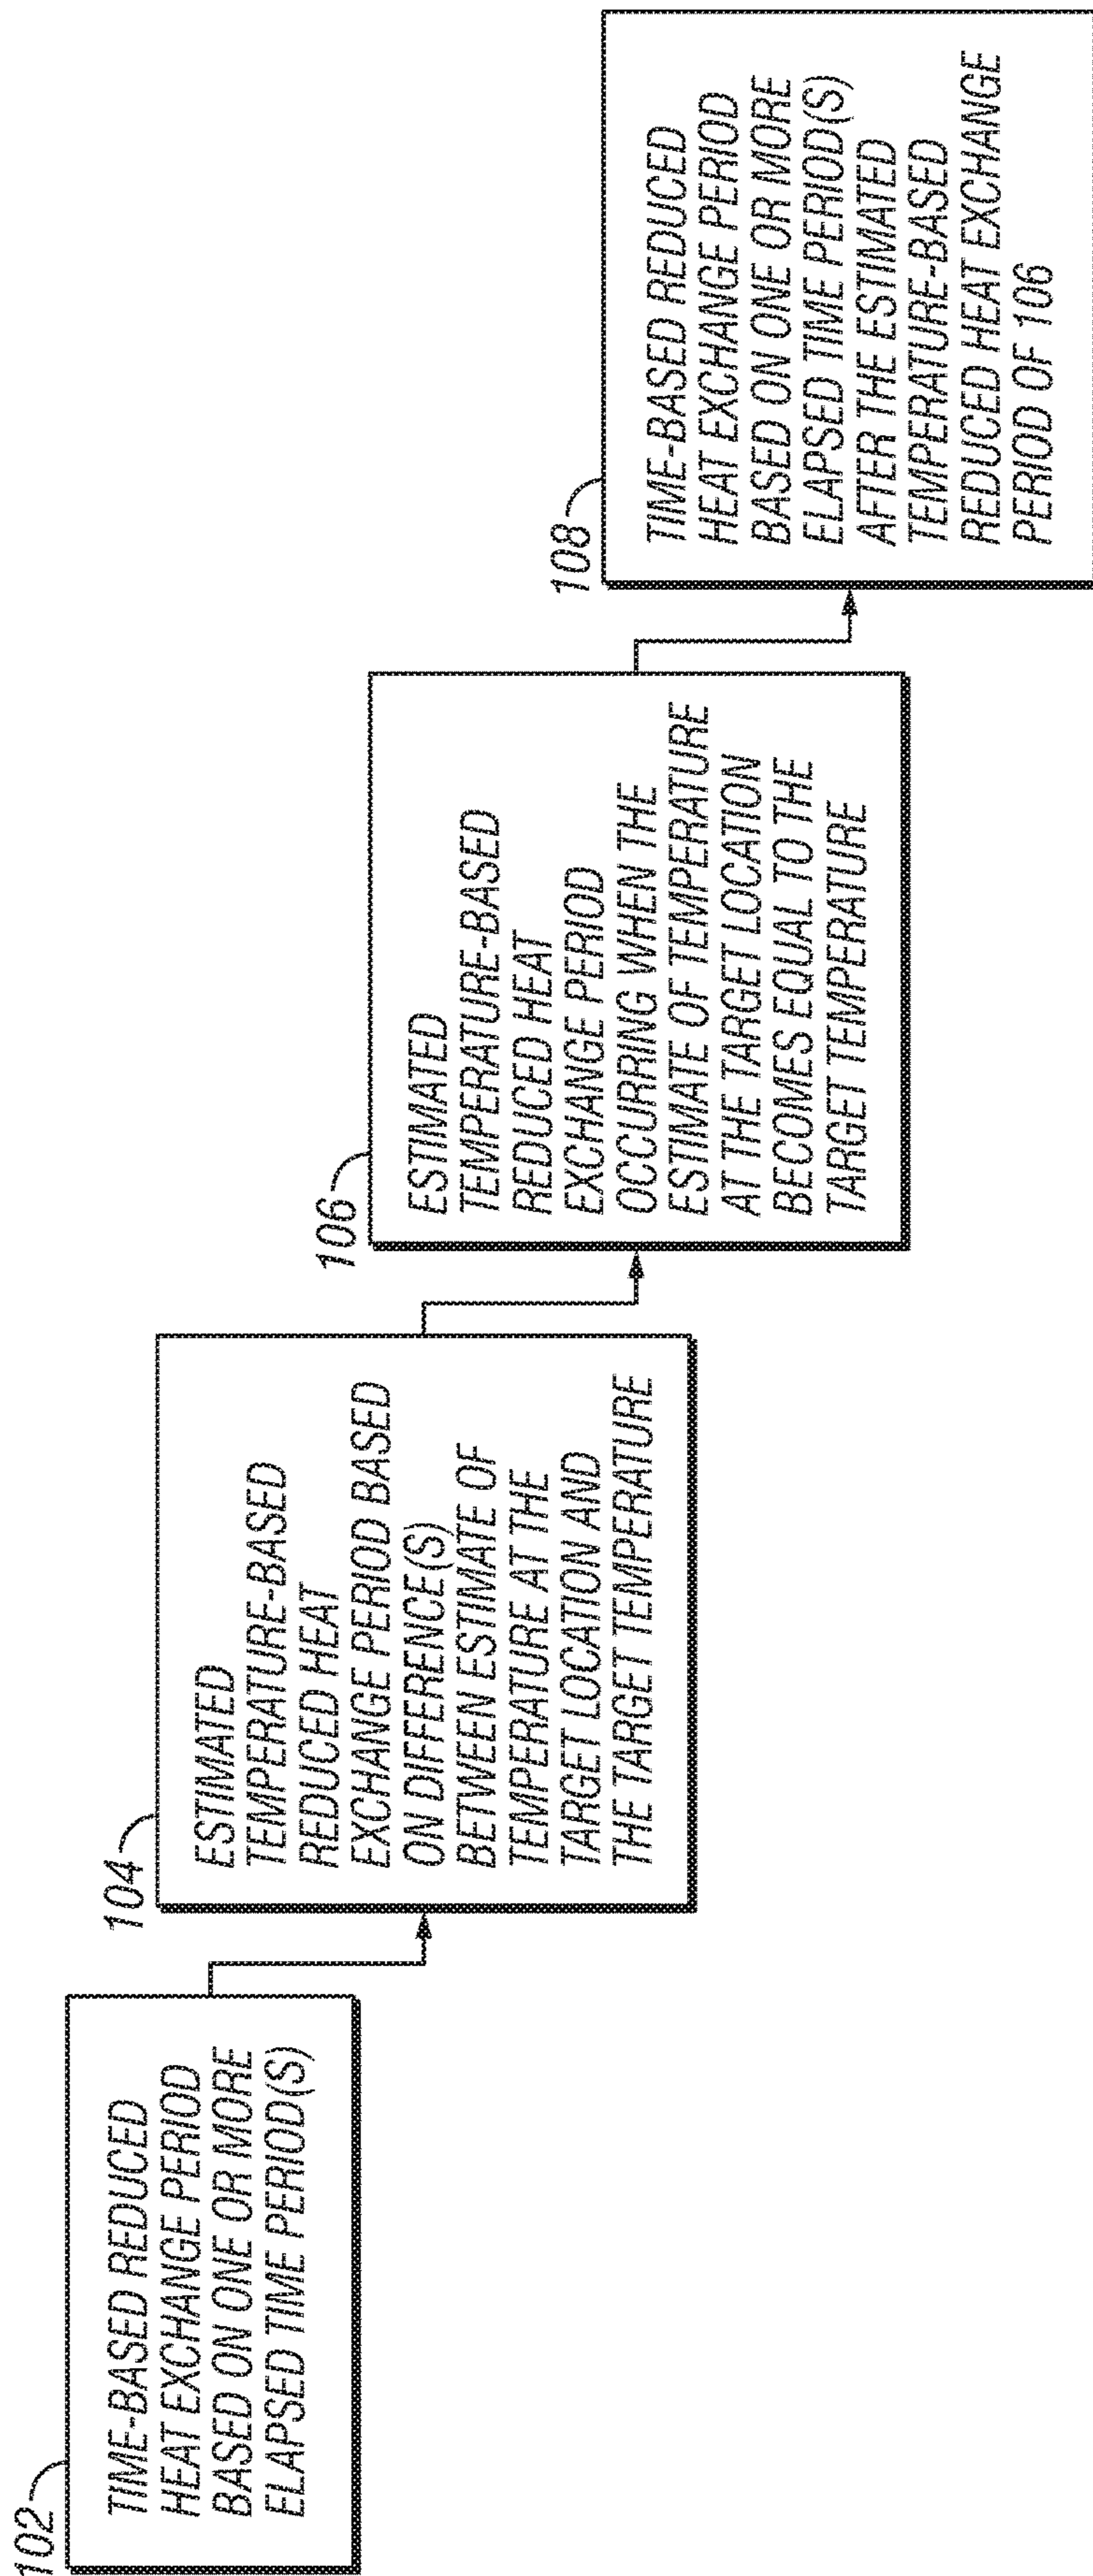 102
TIME-BASED REDUCED
HEAT EXCHANGE PERIOD
BASED ON ONE OR MORE
ELAPSED TIME PERIOD(S)
104
ESTIMATED
TEMPERATURE-BASED
REDUCED HEAT
EXCHANGE PERIOD BASED
ON DIFFERENCE(S)
BETWEEN ESTIMATE OF
TEMPERATURE AT THE
TARGET LOCATION AND
THE TARGET TEMPERATURE
106
ESTIMATED
TEMPERATURE-BASED
REDUCED HEAT
EXCHANGE PERIOD
OCCURRING WHEN THE
ESTIMATE OF TEMPERATURE
AT THE TARGET LOCATION
BECOMES EQUAL TO THE
TARGET TEMPERATURE
108
TIME-BASED REDUCED
HEAT EXCHANGE PERIOD
BASED ON ONE OR MORE
ELAPSED TIME PERIOD(S)
AFTER THE ESTIMATED
TEMPERATURE-BASED
REDUCED HEAT EXCHANGE
PERIOD OF 106